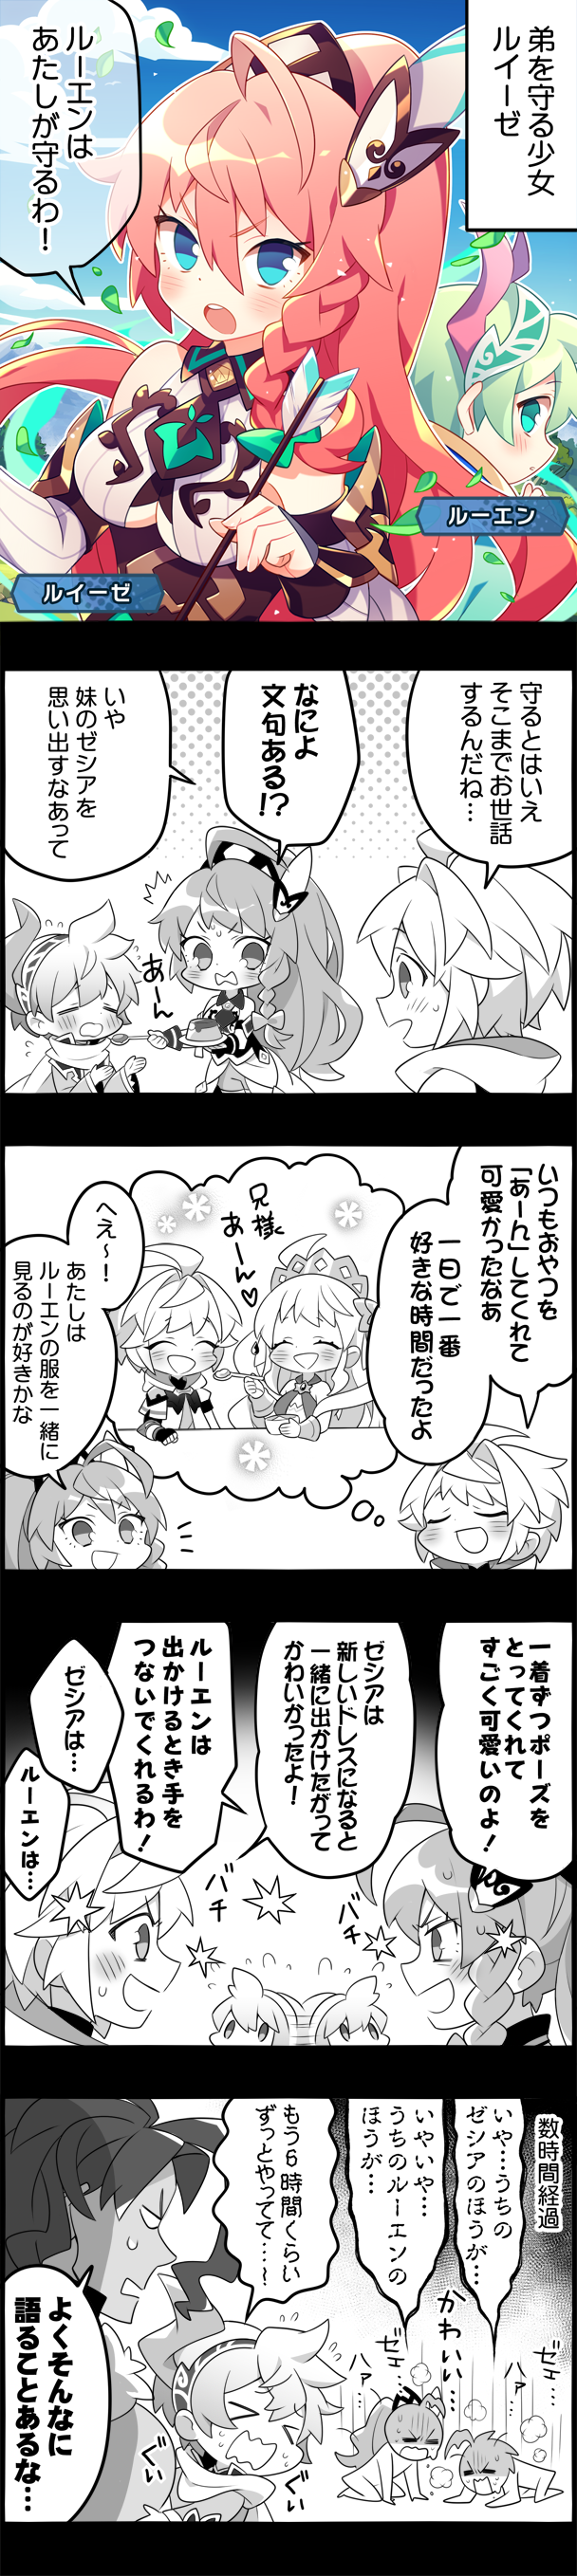 弟を守る少女
ルイーゼ
ルーエンは
あたしが守るわ！
ルーエン
ルイーゼ
守るとはいえ
そこまでお世話
するんだね…
なによ
文句ある!?
いや
妹のゼシアを
思い出すなあって
あーん
いつもおやつを
「あーん」してくれて
可愛かったなあ
一日で一番
好きな時間だったよ
兄様
あーん♡
へえ～！
あたしは
ルーエンの服を一緒に
見るのが好きかな
一着ずつポーズを
とってくれて
すごく可愛いのよ！
ゼシアは
新しいドレスになると
一緒に出かけたがって
かわいかったよ！
ルーエンは
出かけるとき手を
つないでくれるわ！
ゼシアは…
ルーエンは…
バチ
バチ
数時間経過
いや…うちの
ゼシアのほうが…
いやいや…
うちのルーエンの
ほうが…
かわいい…
ゼェ…
ハァ…
ゼェ…
ハァ…
もう６時間くらい
ずっとやってて…～
ぐい
ぐい
よくそんなに
語ることあるな…